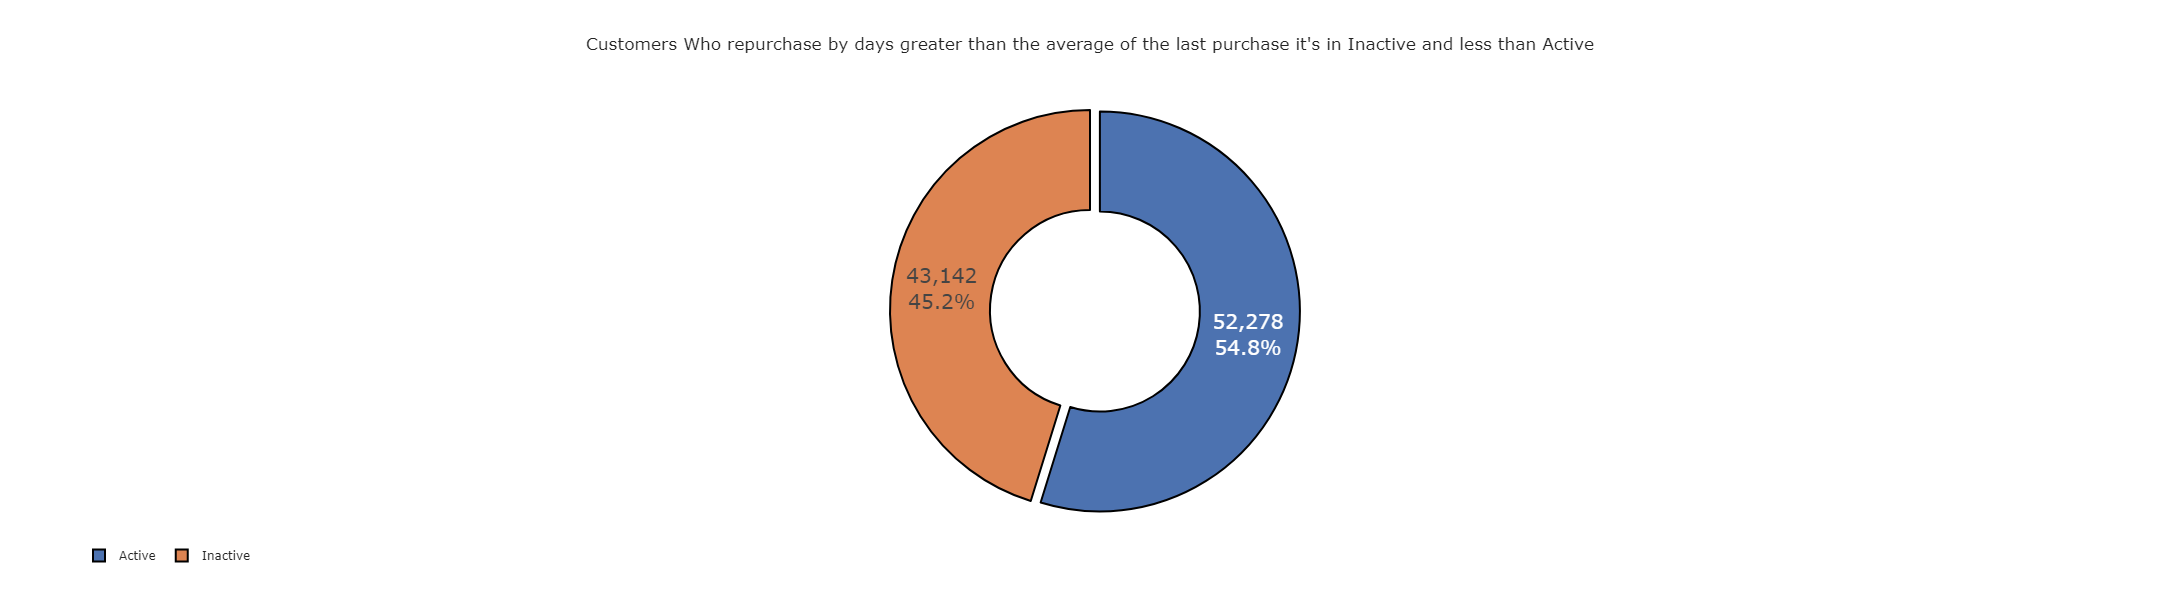 Customers Who repurchase by days greater than the average of the last purchase it's in Inactive and less than Active
43,142
45.2%
52,278
54.8%
Active
Inactive